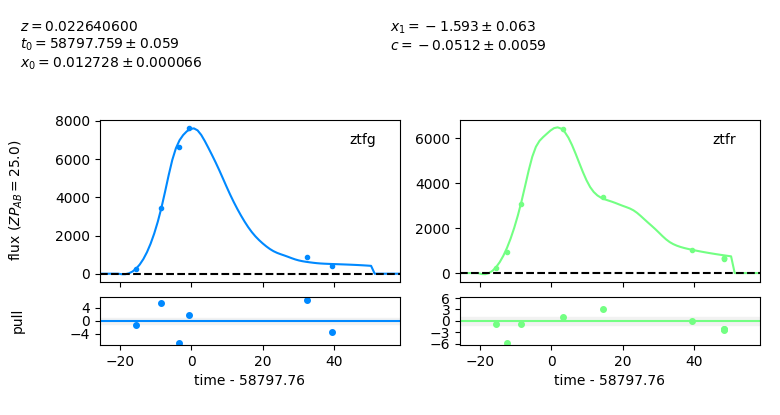 z = 0.022640600
t0 = 58797.759 ± 0.059
x0 = 0.012728 ± 0.000066
x1 = −1.593 ± 0.063
c = −0.0512 ± 0.0059
flux (ZPAB = 25.0)
8000
6000
4000
2000
0
ztfg
6000
4000
2000
0
ztfr
pull
4
0
−4
6
3
0
−3
−6
−20 0 20 40
−20 0 20 40
time - 58797.76
time - 58797.76